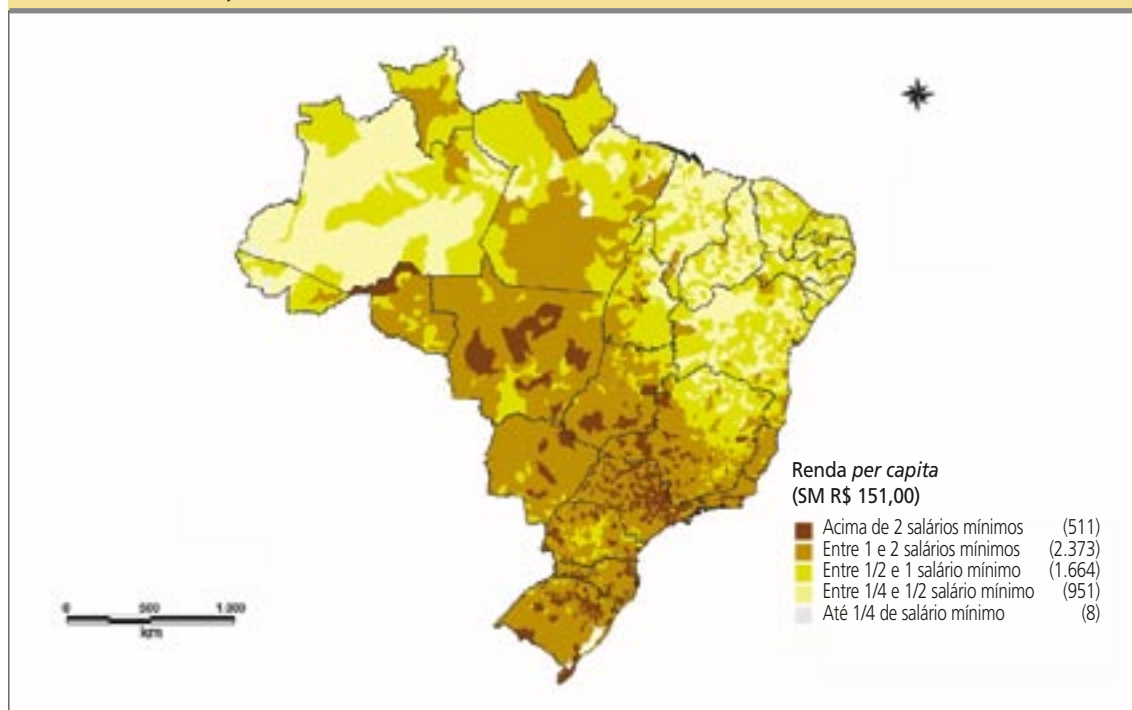 Renda per capita
(SM R$ 151,00)
Acima de 2 salários mínimos (511)
Entre 1 e 2 salários mínimos (2.373)
Entre 1/2 e 1 salário mínimo (1.664)
Entre 1/4 e 1/2 salário mínimo (951)
Até 1/4 de salário mínimo (8)
0 500 1.000
km